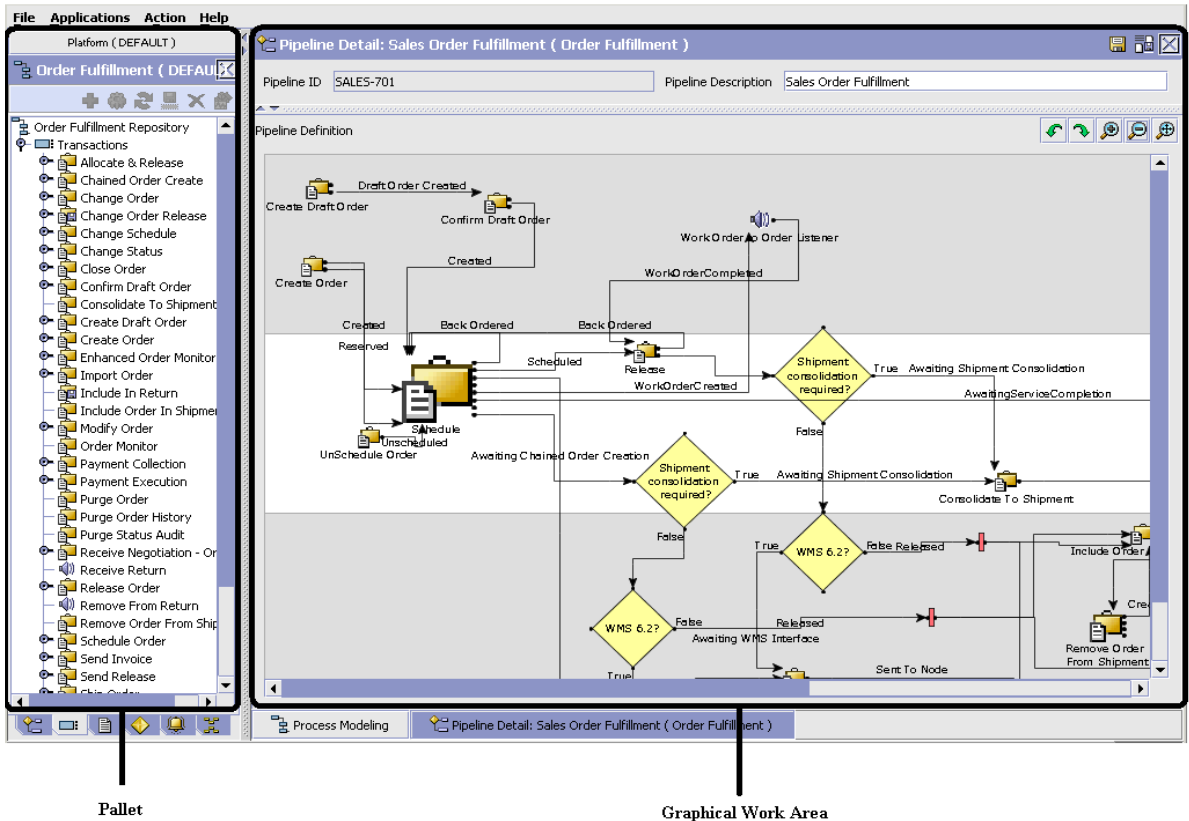 File Applications Action Help
Platform ( DEFAULT )
Order Fulfillment ( DEFAU
Order Fulfillment Repository
Transactions
Allocate & Release
Chained Order Create
Change Order
Change Order Release
Change Schedule
Change Status
Close Order
Confirm Draft Order
Consolidate To Shipment
Create Draft Order
Create Order
Enhanced Order Monitor
Import Order
Include In Return
Include Order In Shipmen
Modify Order
Order Monitor
Payment Collection
Payment Execution
Purge Order
Purge Order History
Purge Status Audit
Receive Negotiation - Or
Receive Return
Release Order
Remove From Return
Remove Order From Ship
Schedule Order
Send Invoice
Send Release
Ship Order
Pipeline Detail: Sales Order Fulfillment ( Order Fulfillment )
Pipeline ID SALES-701 Pipeline Description Sales Order Fulfillment
Pipeline Definition
Draft Order Created
Create Draft Order
Confirm Draft Order
WorkOrder to Order Listener
Created
WorkOrderCompleted
Create Order
Created
Back Ordered
Back Ordered
Reserved
Scheduled
Release
WorkOrderCreated
Shipment
consolidation
required?
True
Awaiting Shipment Consolidation
AwaitingServiceCompletion
False
Schedule
Unscheduled
UnSchedule Order
Awaiting Chained Order Creation
Shipment
consolidation
required?
True
Awaiting Shipment Consolidation
Consolidate To Shipment
False
True
WMS 6.2?
False
Released
Include Order
WMS 6.2?
False
Released
Awaiting WMS Interface
Cre
Remove Order
From Shipment
True
Sent To Node
Process Modeling
Pipeline Detail: Sales Order Fulfillment ( Order Fulfillment )
Pallet
Graphical Work Area